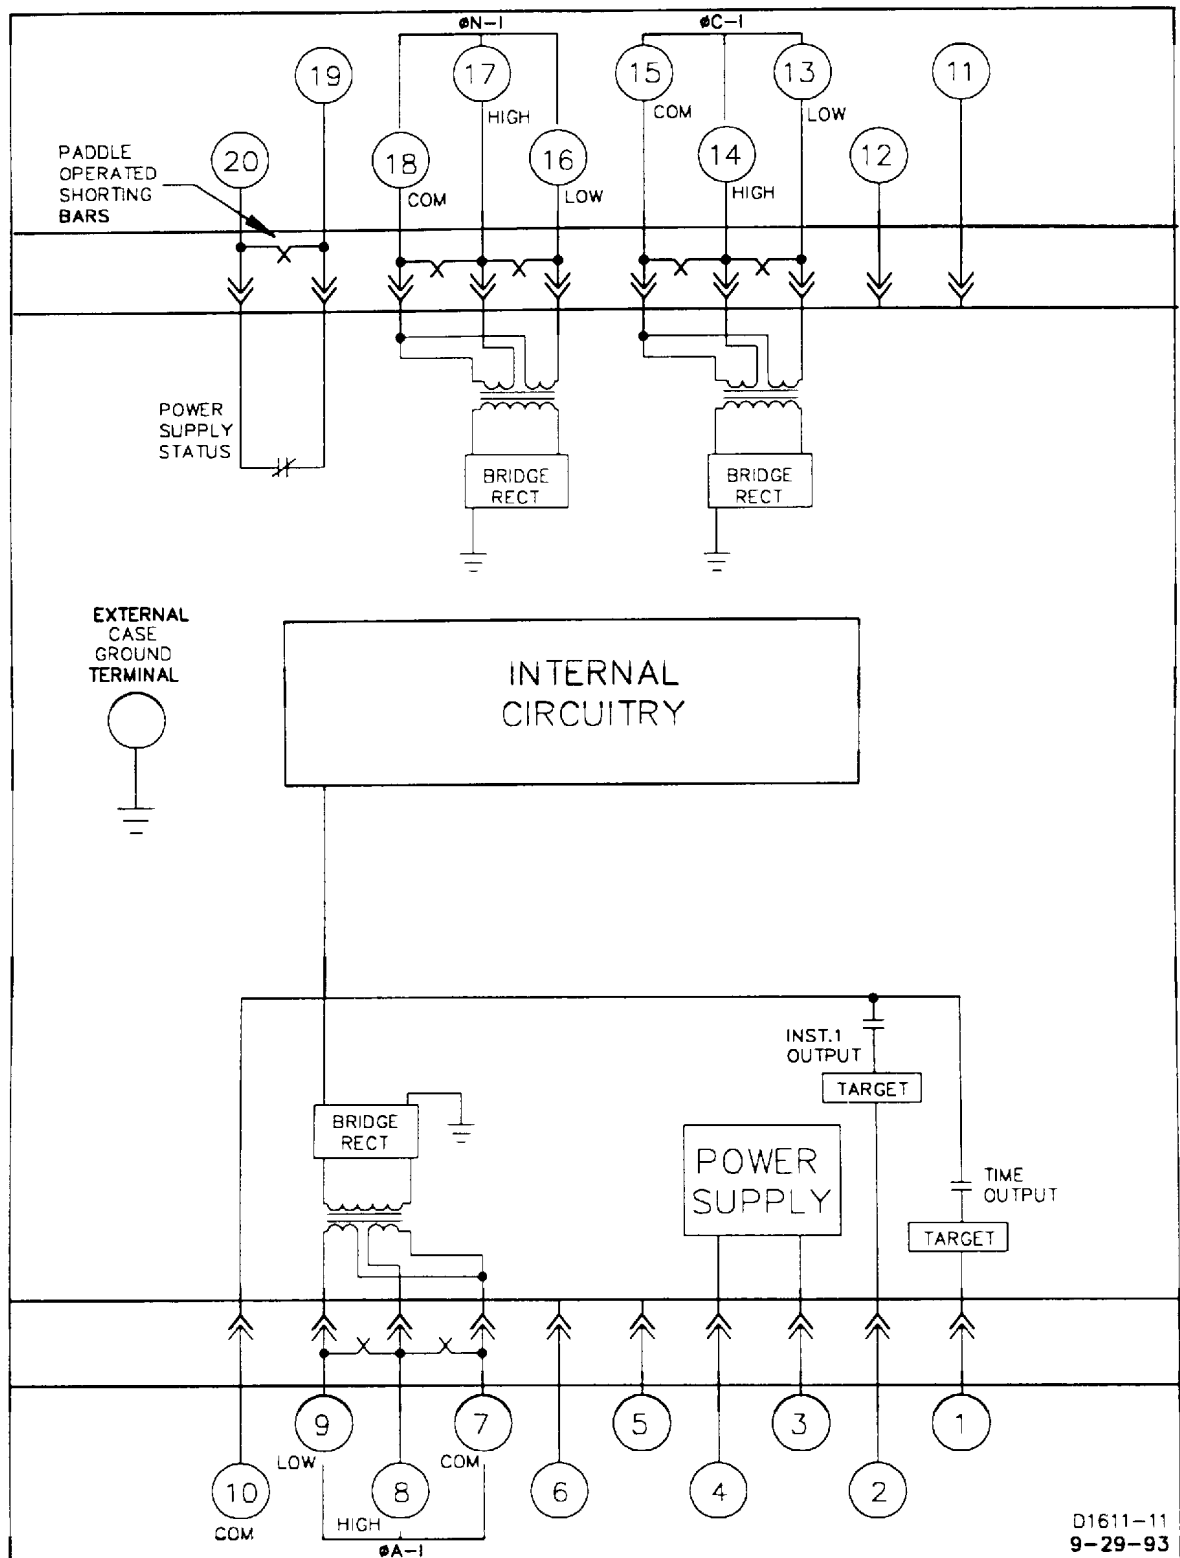 øN-I
øC-I
19
17
15
13
11
HIGH
COM
LOW
20
18
16
14
12
PADDLE
OPERATED
SHORTING
BARS
COM
LOW
HIGH
POWER
SUPPLY
STATUS
BRIDGE
RECT
BRIDGE
RECT
EXTERNAL
CASE
GROUND
TERMINAL
INTERNAL
CIRCUITRY
INST.1
OUTPUT
TARGET
BRIDGE
RECT
POWER
SUPPLY
TIME
OUTPUT
TARGET
9
7
5
3
1
LOW
COM
10
8
6
4
2
COM
HIGH
øA-I
D1611-11
9-29-93